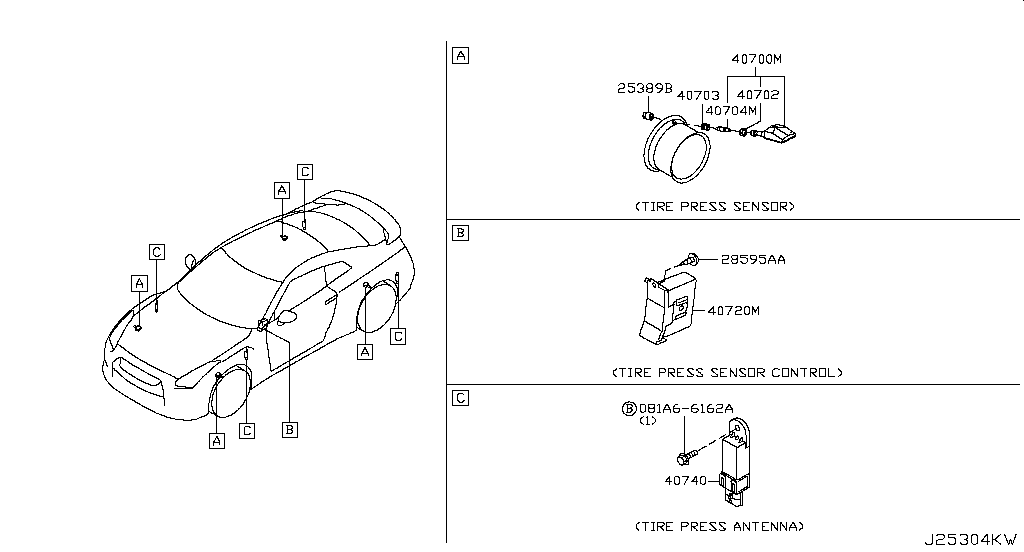 A
40700M
25389B
40703
40702
40704M
(TIRE PRESS SENSOR)
B
28595AA
40720M
(TIRE PRESS SENSOR CONTROL)
C
B 081A6-6162A
(1)
40740
(TIRE PRESS ANTENNA)
C
A
C
A
C
A
B
C
A
J25304KW